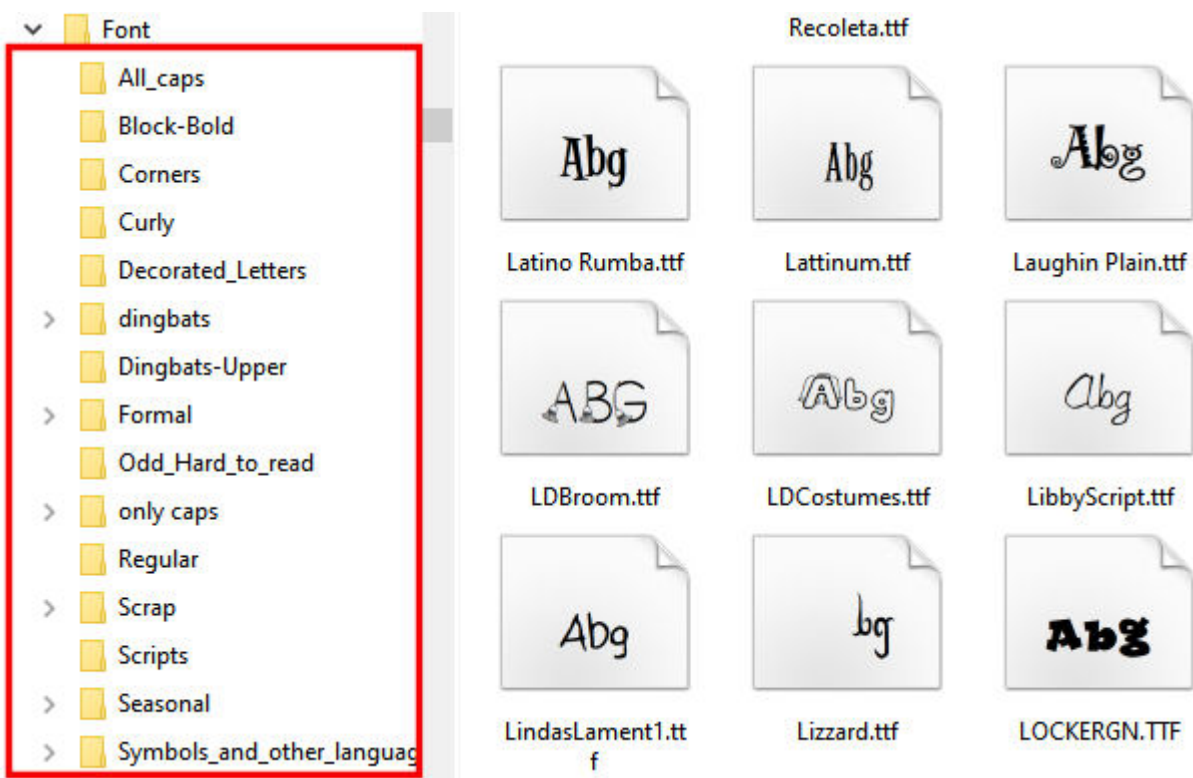 Font
All_caps
Block-Bold
Corners
Curly
Decorated_Letters
dingbats
Dingbats-Upper
Formal
Odd_Hard_to_read
only caps
Regular
Scrap
Scripts
Seasonal
Symbols_and_other_languag
Recoleta.ttf
Abg
Abg
Abg
Latino Rumba.ttf
Lattinum.ttf
Laughin Plain.ttf
ABG
Abg
Abg
LDBroom.ttf
LDCostumes.ttf
LibbyScript.ttf
Abg
bg
Abg
LindasLament1.tt
f
Lizzard.ttf
LOCKERGN.TTF